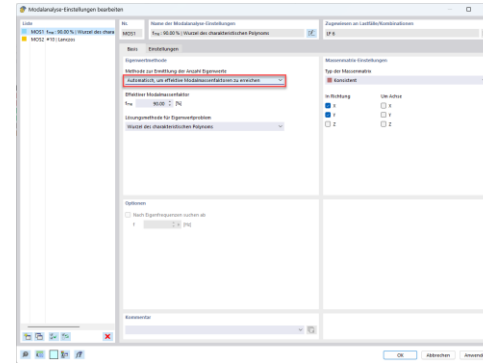 Modalanalyse-Einstellungen bearbeiten
Liste
MOS1 fme : 90.00 % | Wurzel des chara
MOS2 #10 | Lanczos
Nr.
MOS1
Name der Modalanalyse-Einstellungen
fme : 90.00 % | Wurzel des charakteristischen Polynoms
Zugewiesen an Lastfälle/Kombinationen
LF 6
Basis
Einstellungen
Eigenwertmethode
Methode zur Ermittlung der Anzahl Eigenwerte
Automatisch, um effektive Modalmassenfaktoren zu erreichen
Effektiver Modalmassenfaktor
fme
90.00
[%]
Lösungsmethode für Eigenwertproblem
Wurzel des charakteristischen Polynoms
Massenmatrix-Einstellungen
Typ der Massenmatrix
Konsistent
In Richtung
Um Achse
X
X
Y
Y
Z
Z
Optionen
Nach Eigenfrequenzen suchen ab
f
[Hz]
Kommentar
OK
Abbrechen
Anwend